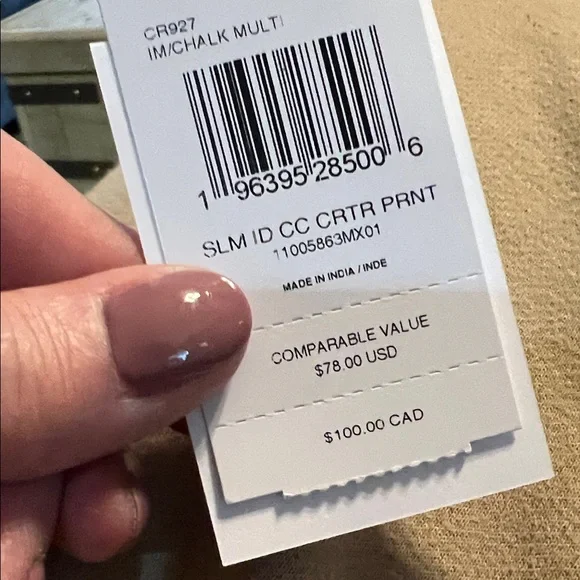 CR927
IM/CHALK MULTI
1 96395 28500 6
SLM ID CC CRTR PRNT
11005863MX01
MADE IN INDIA / INDE
COMPARABLE VALUE
$78.00 USD
$100.00 CAD